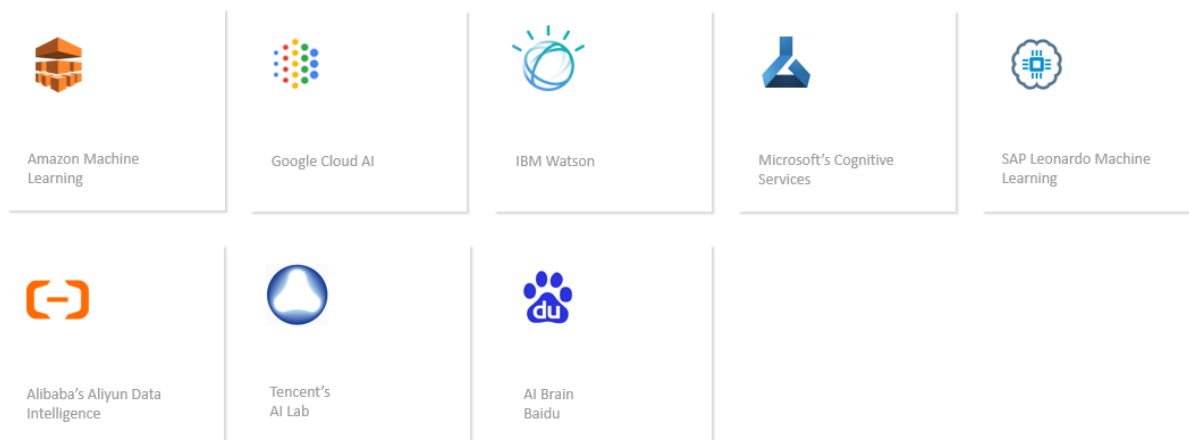 Amazon Machine
Learning
Google Cloud AI
IBM Watson
Microsoft's Cognitive
Services
SAP Leonardo Machine
Learning
Alibaba's Aliyun Data
Intelligence
Tencent's
AI Lab
du
AI Brain
Baidu